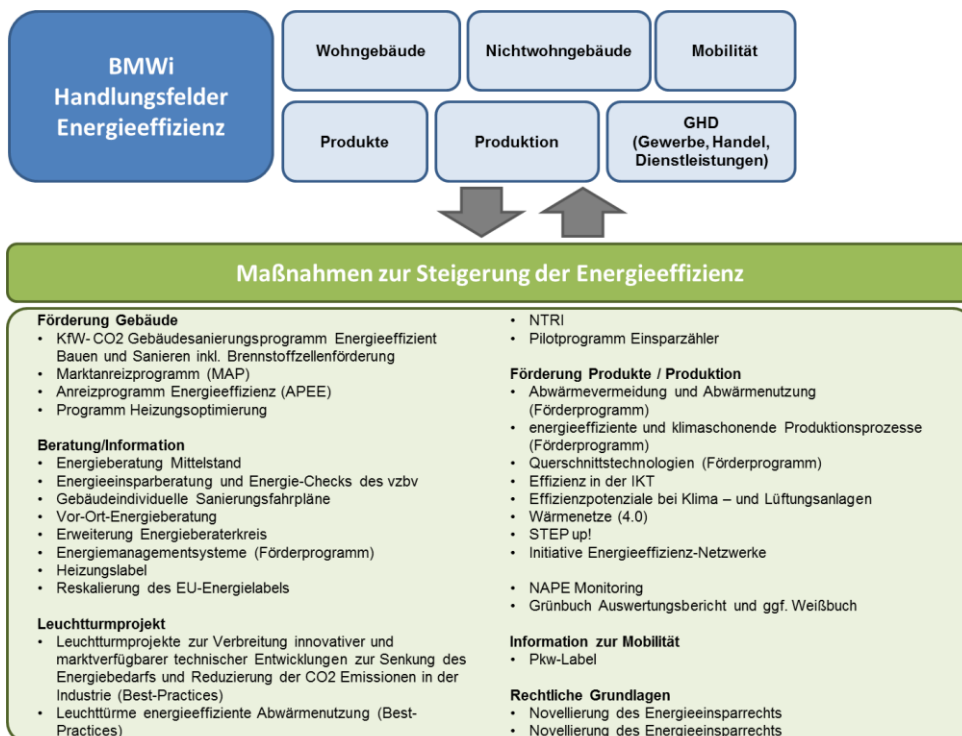 BMWi
Handlungsfelder
Energieeffizienz
Wohngebäude
Nichtwohngebäude
Mobilität
Produkte
Produktion
GHD
(Gewerbe, Handel,
Dienstleistungen)
Maßnahmen zur Steigerung der Energieeffizienz
Förderung Gebäude
• KfW- CO2 Gebäudesanierungsprogramm Energieeffizient
Bauen und Sanieren inkl. Brennstoffzellenförderung
• Marktanreizprogramm (MAP)
• Anreizprogramm Energieeffizienz (APEE)
• Programm Heizungsoptimierung
Beratung/Information
• Energieberatung Mittelstand
• Energieeinsparberatung und Energie-Checks des vzbv
• Gebäudeindividuelle Sanierungsfahrpläne
• Vor-Ort-Energieberatung
• Erweiterung Energieberaterkreis
• Energiemanagementsysteme (Förderprogramm)
• Heizungslabel
• Reskalierung des EU-Energielabels
Leuchtturmprojekt
• Leuchtturmprojekte zur Verbreitung innovativer und
marktverfügbarer technischer Entwicklungen zur Senkung des
Energiebedarfs und Reduzierung der CO2 Emissionen in der
Industrie (Best-Practices)
• Leuchttürme energieeffiziente Abwärmenutzung (Best-
Practices)
• NTRI
• Pilotprogramm Einsparzähler
Förderung Produkte / Produktion
• Abwärmevermeidung und Abwärmenutzung
(Förderprogramm)
• energieeffiziente und klimaschonende Produktionsprozesse
(Förderprogramm)
• Querschnittstechnologien (Förderprogramm)
• Effizienz in der IKT
• Effizienzpotenziale bei Klima – und Lüftungsanlagen
• Wärmenetze (4.0)
• STEP up!
• Initiative Energieeffizienz-Netzwerke
• NAPE Monitoring
• Grünbuch Auswertungsbericht und ggf. Weißbuch
Information zur Mobilität
• Pkw-Label
Rechtliche Grundlagen
• Novellierung des Energieeinsparrechts
• Novellierung des Energieeinsparrechts